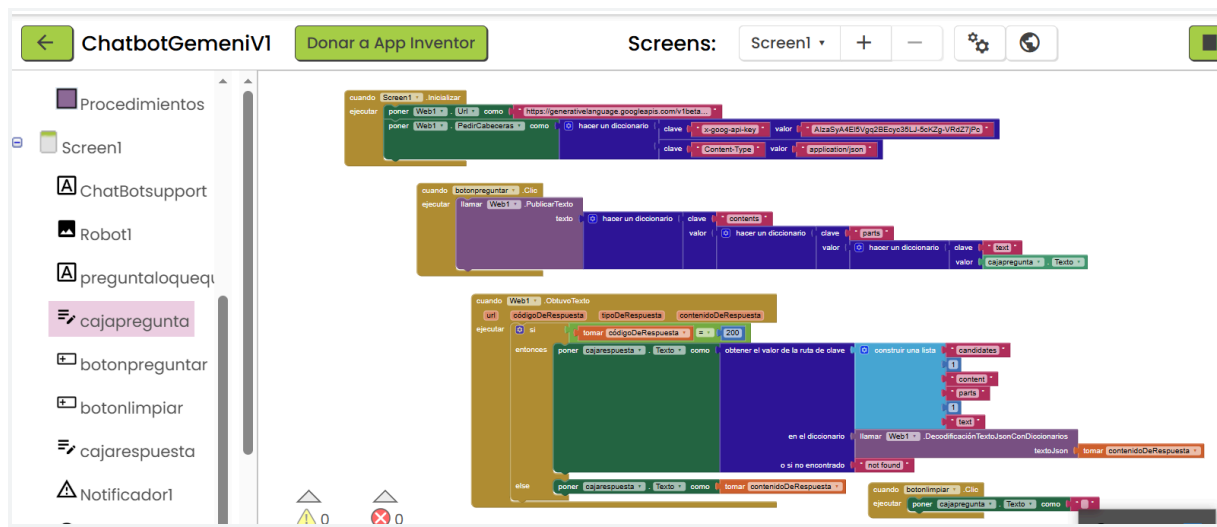 ChatbotGemeniV1
Donar a App Inventor
Screens:
Screen1
Procedimientos
Screen1
ChatBotsupport
Robot1
preguntaloquequ
cajapregunta
botonpreguntar
botonlimpiar
cajarespuesta
Notificador1
0
0
cuando Screen1 .Inicializar
ejecutar poner Web1 . Url como " https://generativelanguage.googleapis.com/v1beta... "
poner Web1 . PedirCabeceras como hacer un diccionario clave " x-goog-api-key " valor
clave " Content-Type " valor " application/json "
cuando botonpreguntar .Clic
ejecutar llamar Web1 .PublicarTexto
texto hacer un diccionario clave " contents "
valor hacer un diccionario clave " parts "
valor hacer un diccionario clave " text "
valor cajapregunta . Texto
cuando Web1 .ObtuvoTexto
url códigoDeRespuesta tipoDeRespuesta contenidoDeRespuesta
ejecutar si tomar códigoDeRespuesta = 200
entonces poner cajarespuesta . Texto como obtener el valor de la ruta de clave construir una lista " candidates "
1
" content "
" parts "
1
" text "
en el diccionario llamar Web1 .DecodificaciónTextoJsonConDiccionarios
textoJson tomar contenidoDeRespuesta
o si no encontrado " not found "
else poner cajarespuesta . Texto como tomar contenidoDeRespuesta
cuando botonlimpiar .Clic
ejecutar poner cajapregunta . Texto como " "